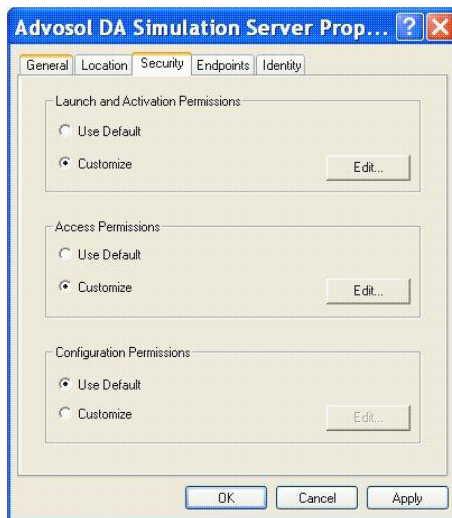 Advosol DA Simulation Server Prop...
General Location Security Endpoints Identity
Launch and Activation Permissions
Use Default
Customize
Edit...
Access Permissions
Use Default
Customize
Edit...
Configuration Permissions
Use Default
Customize
Edit...
OK Cancel Apply